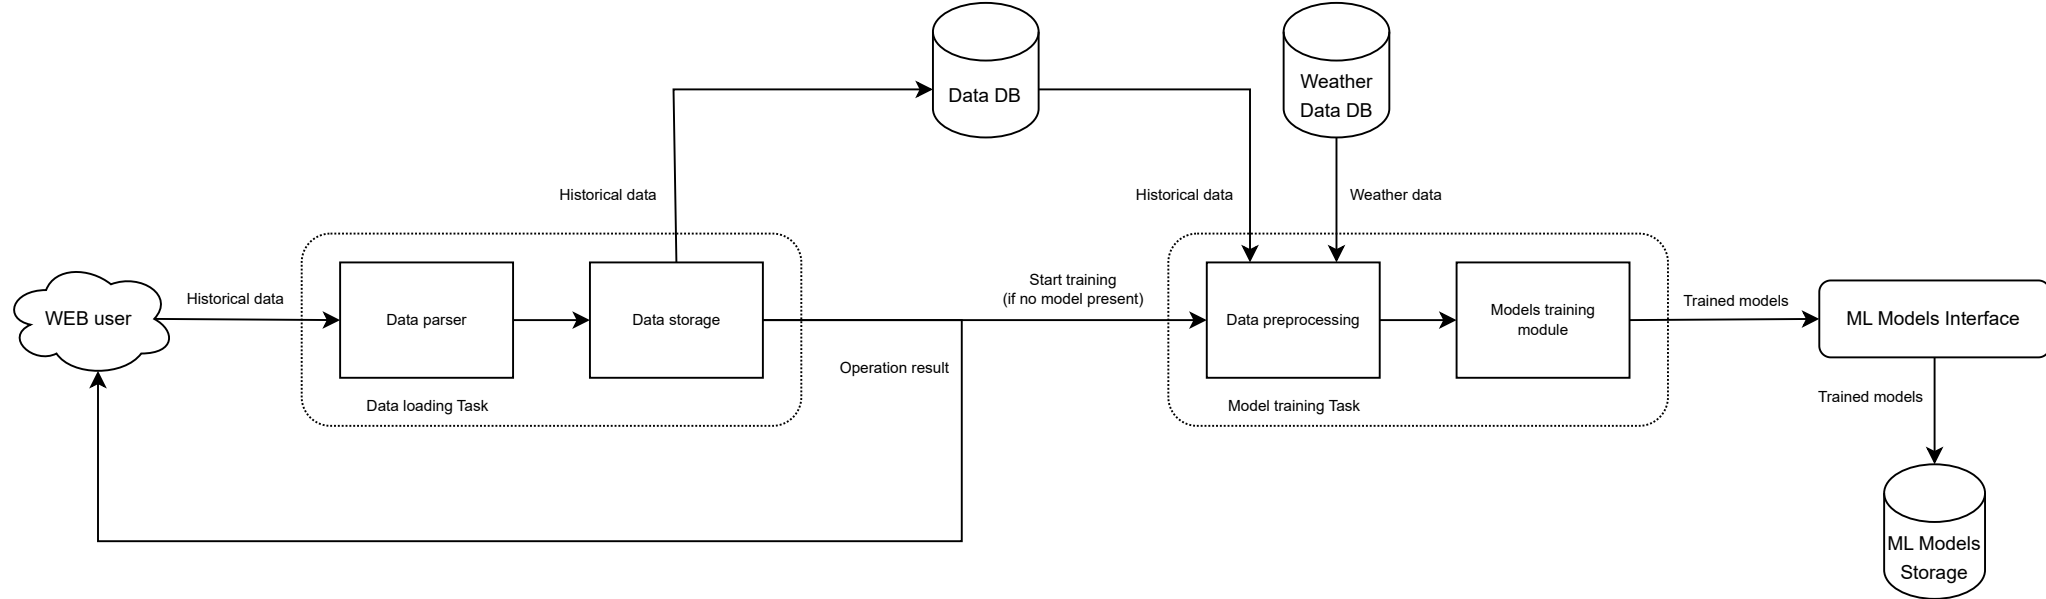 Data DB
Weather
Data DB
Historical data
Historical data
Weather data
WEB user
Historical data
Data parser
Data storage
Data loading Task
Start training
(if no model present)
Operation result
Data preprocessing
Models training
module
Model training Task
Trained models
ML Models Interface
Trained models
ML Models
Storage